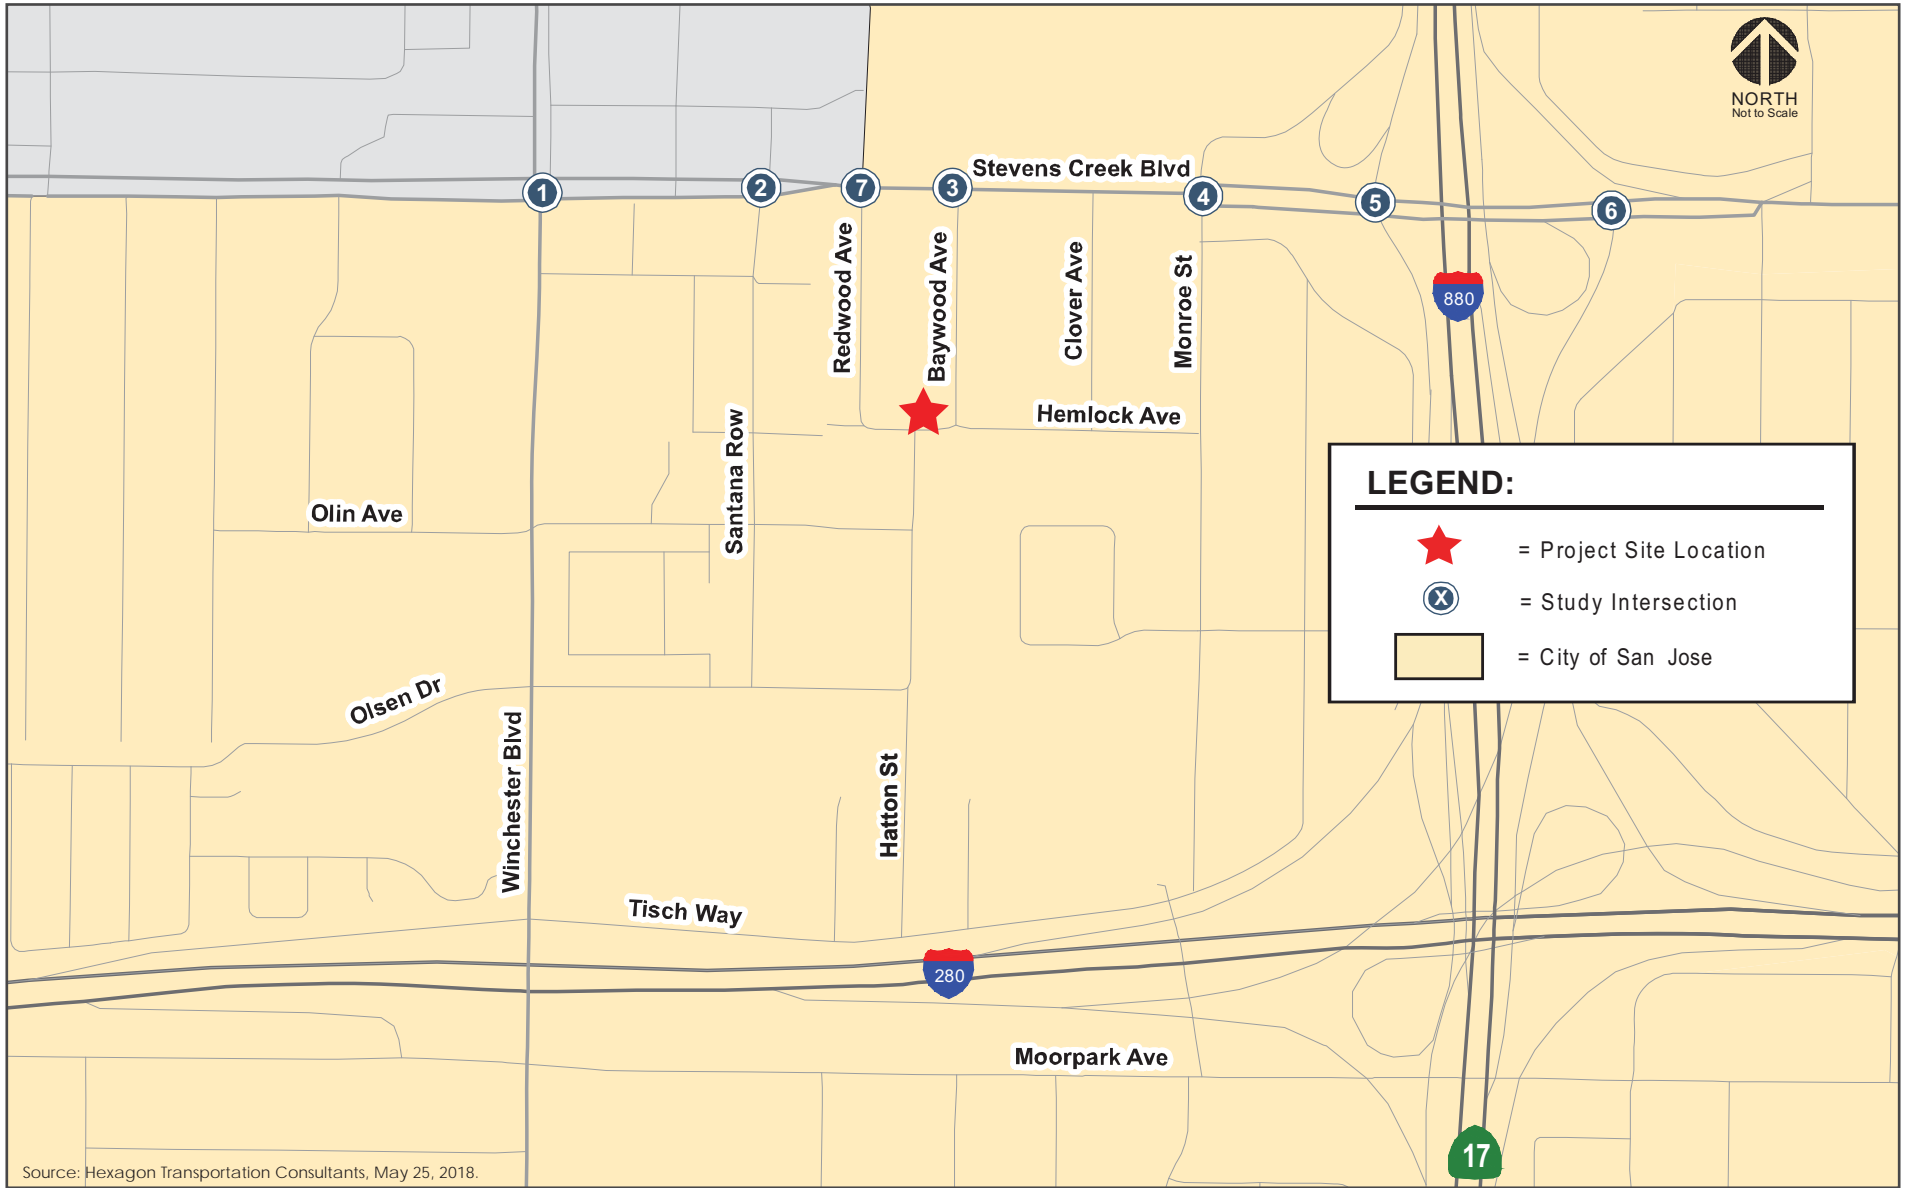 NORTH
Not to Scale
Stevens Creek Blvd
1
2
7
3
4
5
6
Redwood Ave
Baywood Ave
Clover Ave
Monroe St
880
Hemlock Ave
Santana Row
Olin Ave
LEGEND:
= Project Site Location
X = Study Intersection
= City of San Jose
Olsen Dr
Winchester Blvd
Hatton St
Tisch Way
280
Moorpark Ave
17
Source: Hexagon Transportation Consultants, May 25, 2018.